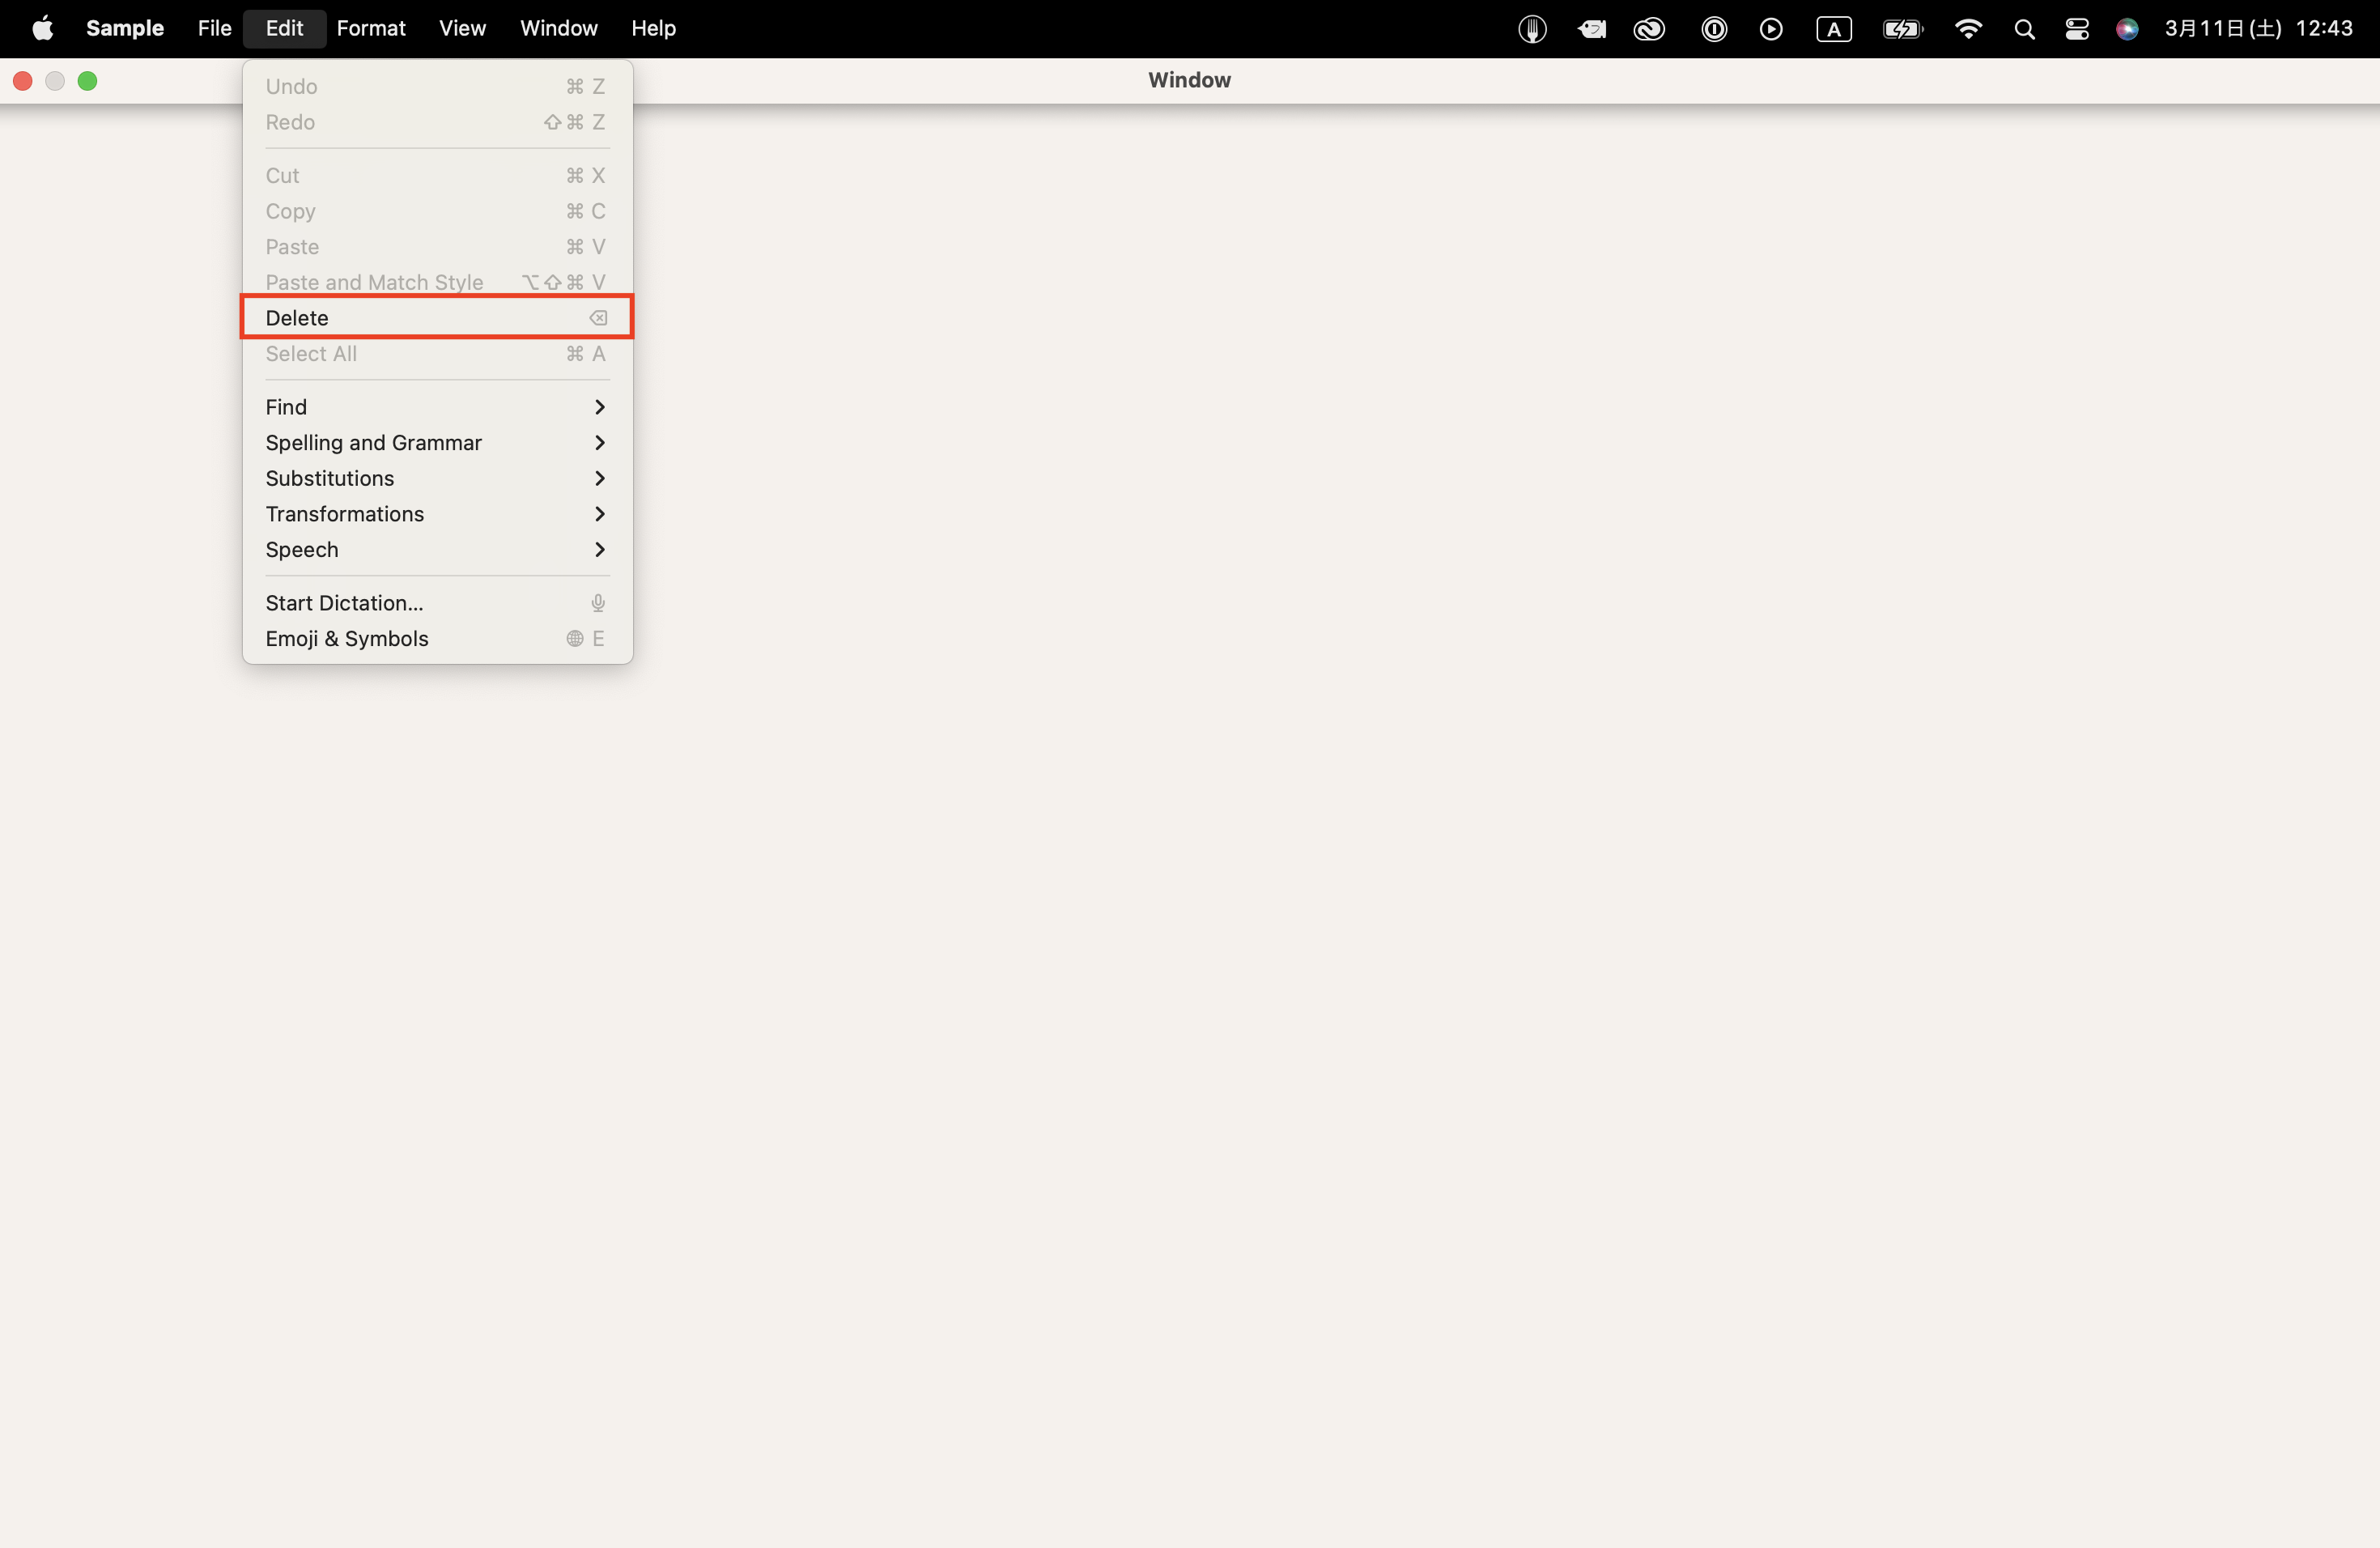 Sample File Edit Format View Window Help A 3月11日(土) 12:43
Window
Undo ⌘ Z
Redo ⇧⌘ Z
Cut ⌘ X
Copy ⌘ C
Paste ⌘ V
Paste and Match Style ⌥⇧⌘ V
Delete ⌫
Select All ⌘ A
Find
Spelling and Grammar
Substitutions
Transformations
Speech
Start Dictation...
Emoji & Symbols E